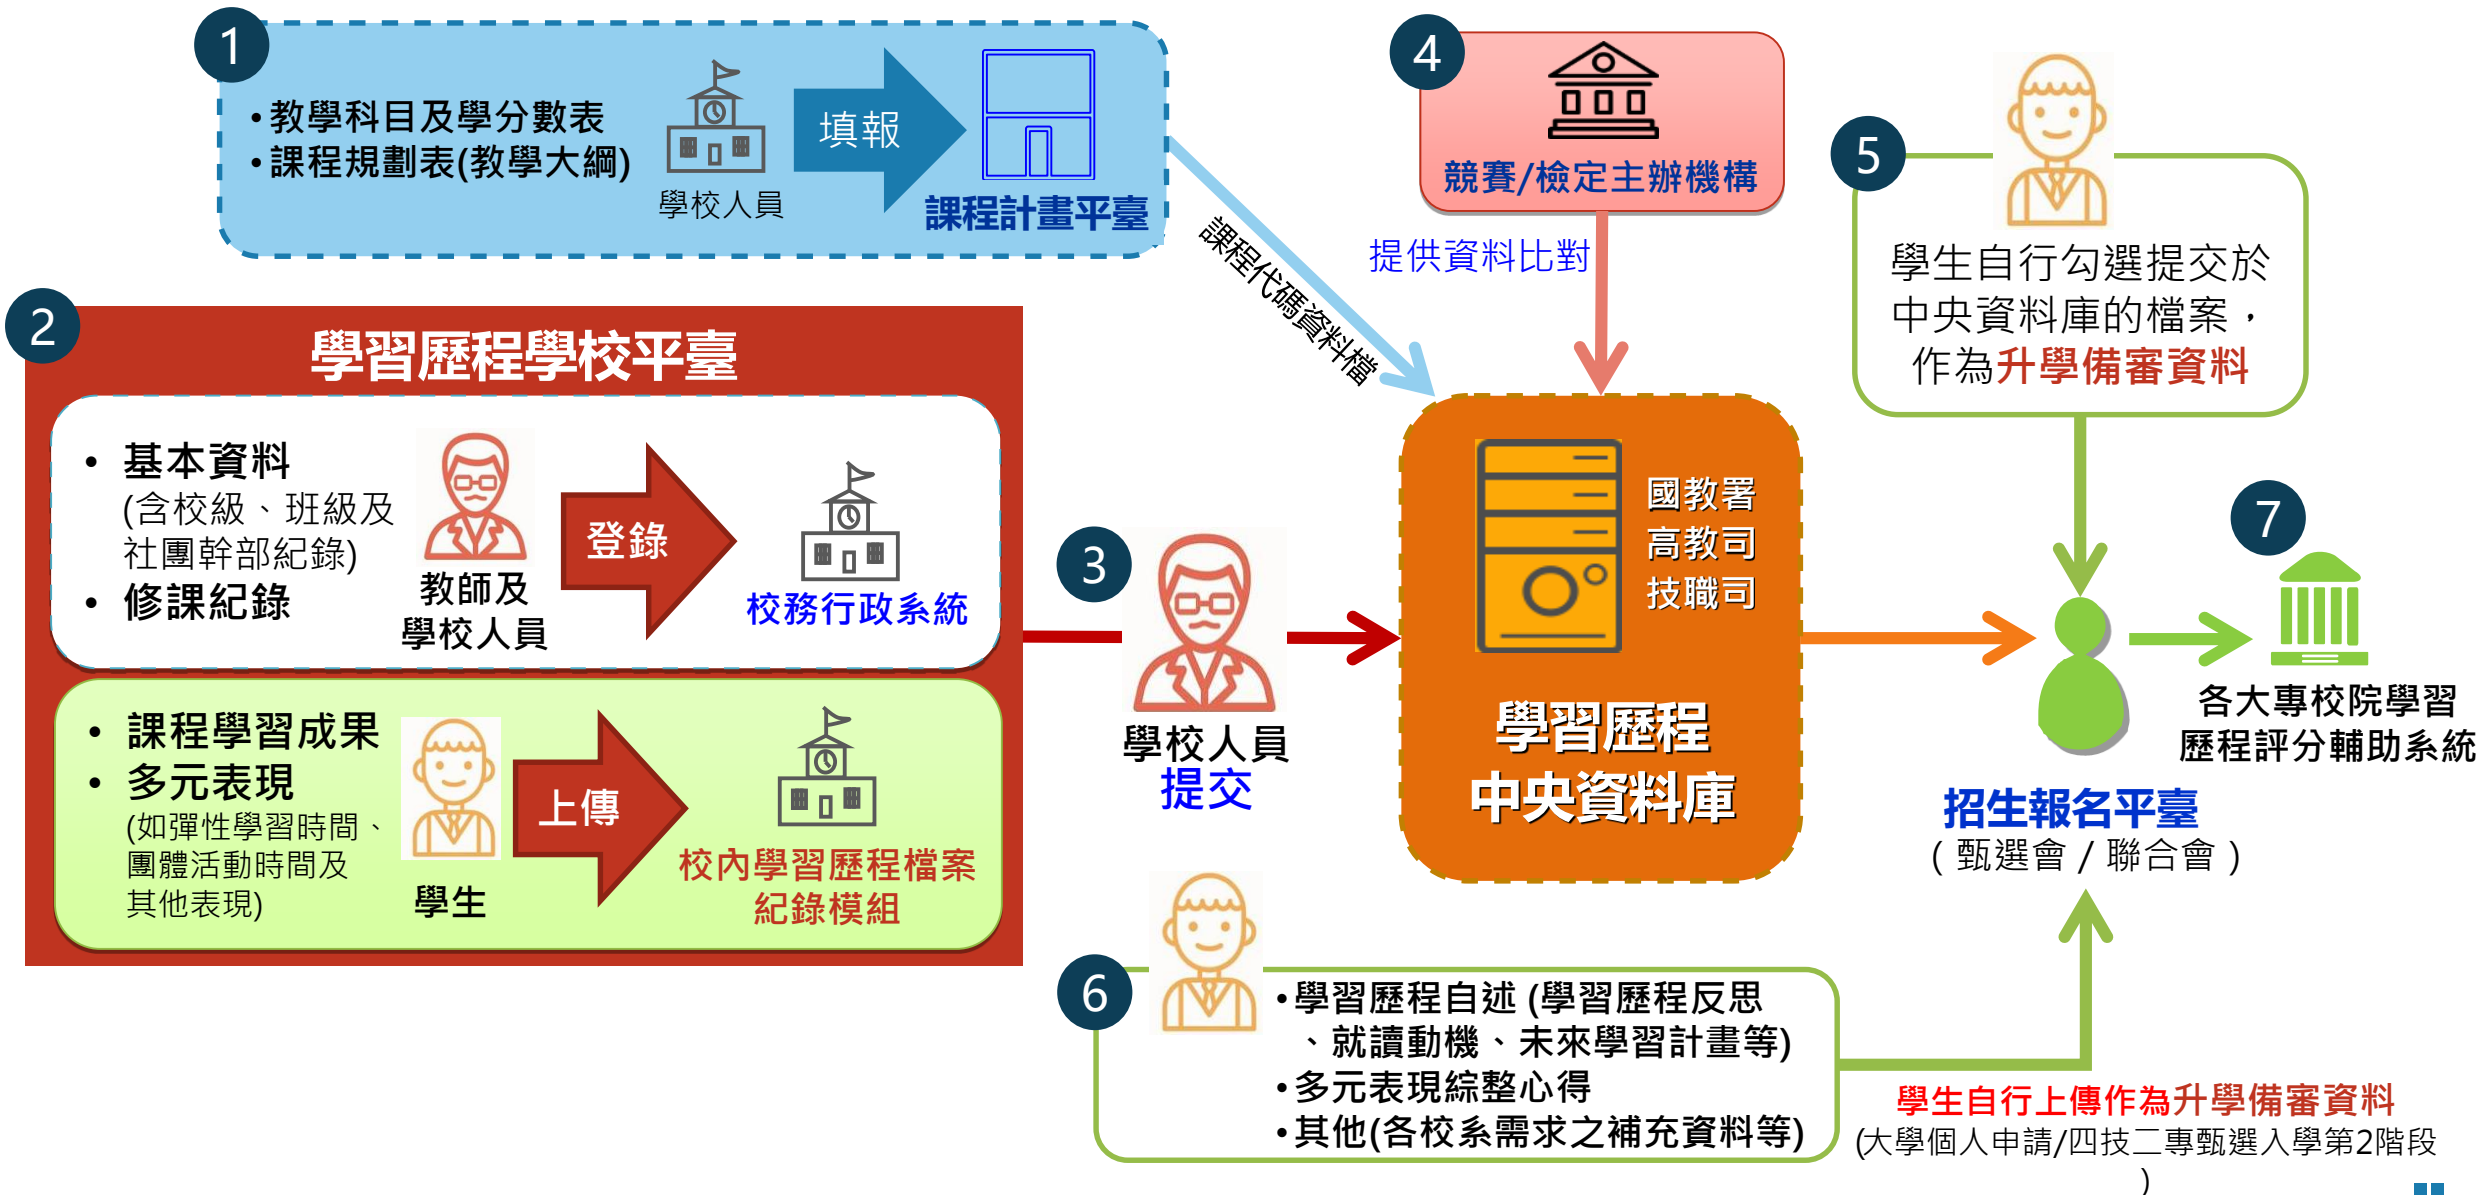 1
•教學科目及學分數表
•課程規劃表(教學大綱)
學校人員
填報
課程計畫平臺
課程代碼資料檔
2
學習歷程學校平臺
• 基本資料
(含校級、班級及
社團幹部紀錄)
• 修課紀錄
教師及
學校人員
登錄
校務行政系統
• 課程學習成果
• 多元表現
(如彈性學習時間、
團體活動時間及
其他表現)
學生
上傳
校內學習歷程檔案
紀錄模組
3
學校人員
提交
4
競賽/檢定主辦機構
提供資料比對
國教署
高教司
技職司
學習歷程
中央資料庫
5
學生自行勾選提交於
中央資料庫的檔案，
作為升學備審資料
招生報名平臺
( 甄選會 / 聯合會 )
6
•學習歷程自述 (學習歷程反思
、就讀動機、未來學習計畫等)
•多元表現綜整心得
•其他(各校系需求之補充資料等)
學生自行上傳作為升學備審資料
(大學個人申請/四技二專甄選入學第2階段
)
7
各大專校院學習
歷程評分輔助系統